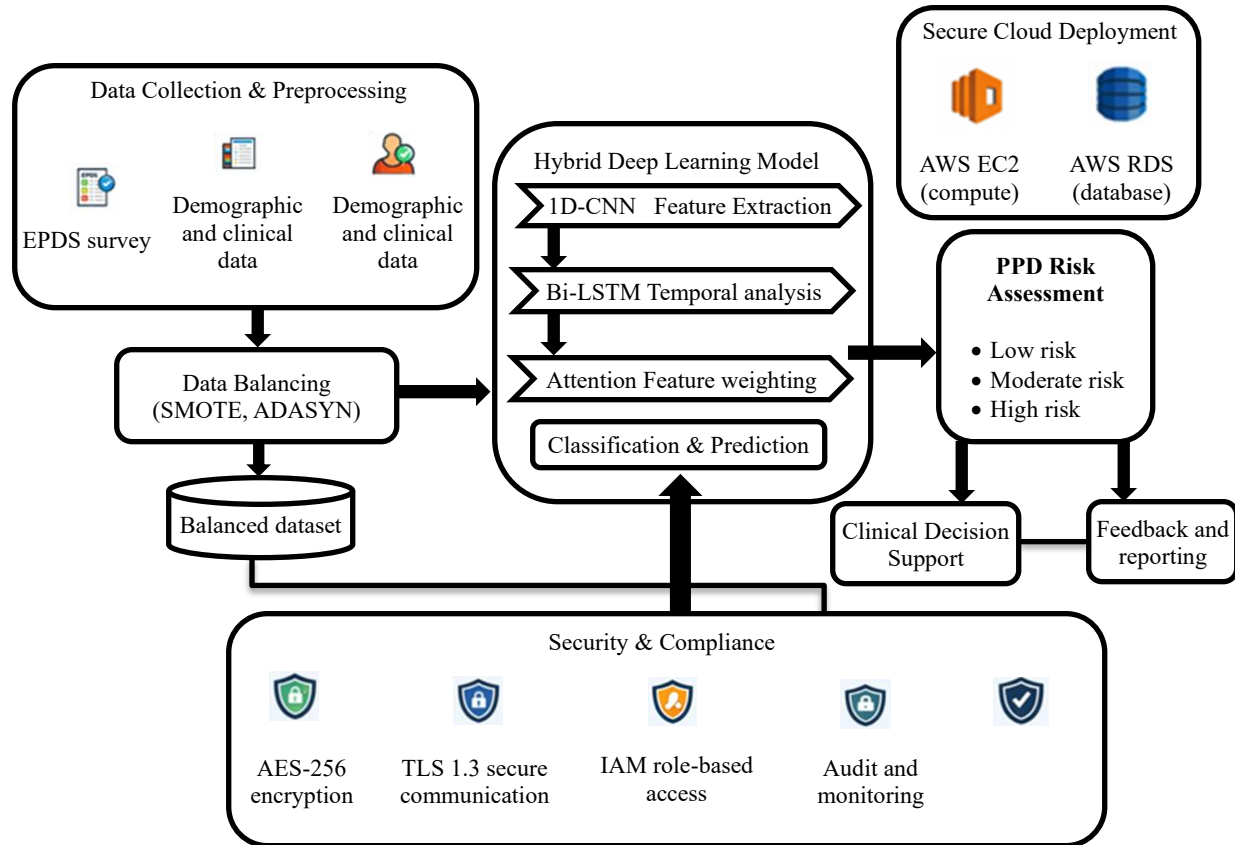 Secure Cloud Deployment
AWS EC2
(compute)
AWS RDS
(database)
Data Collection & Preprocessing
EPDS
EPDS survey
Demographic
and clinical
data
Demographic
and clinical
data
Hybrid Deep Learning Model
1D-CNN Feature Extraction
Bi-LSTM Temporal analysis
Attention Feature weighting
Classification & Prediction
PPD Risk
Assessment
• Low risk
• Moderate risk
• High risk
Data Balancing
(SMOTE, ADASYN)
Balanced dataset
Clinical Decision
Support
Feedback and
reporting
Security & Compliance
AES-256
encryption
TLS 1.3 secure
communication
IAM role-based
access
Audit and
monitoring